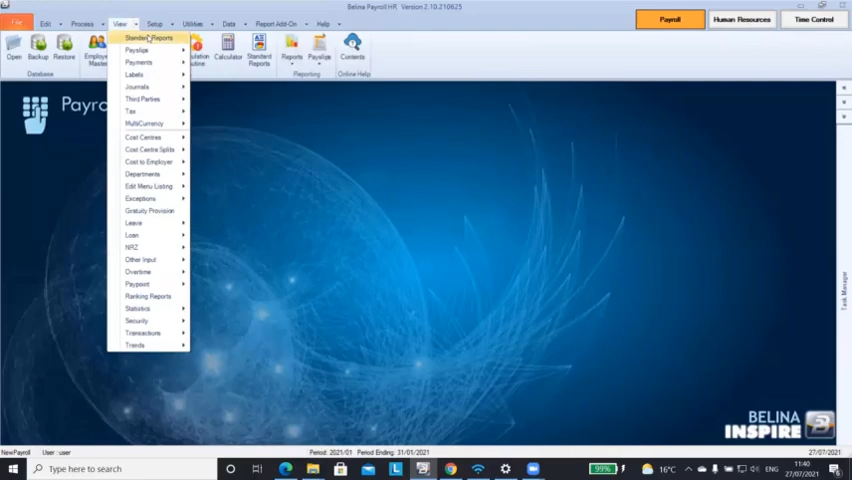 Belina Payroll HR  Version 2.10.210625
File
Edit
Process
View
Setup
Utilities
Data
Report Add-On
Help
Payroll
Human Resources
Time Control
Open
Backup
Restore
Database
Calculator
Standard Reports
Reports
Payslips
Reporting
Contents
Online Help
Standard Reports
Payslips
Payments
Labels
Journals
Third Parties
Tax
MultiCurrency
Cost Centres
Cost Centre Splits
Cost to Employer
Departments
Edit Menu Listing
Exceptions
Gratuity Provision
Leave
Loan
NRZ
Other Input
Overtime
Paypoint
Ranking Reports
Statistics
Security
Transactions
Trends
Task Manager
BELINA
INSPIRE
NewPayroll
User : user
Period: 2021/01
Period Ending: 31/01/2021
27/07/2021
Type here to search
99%
16°C
ENG
11:40
27/07/2021